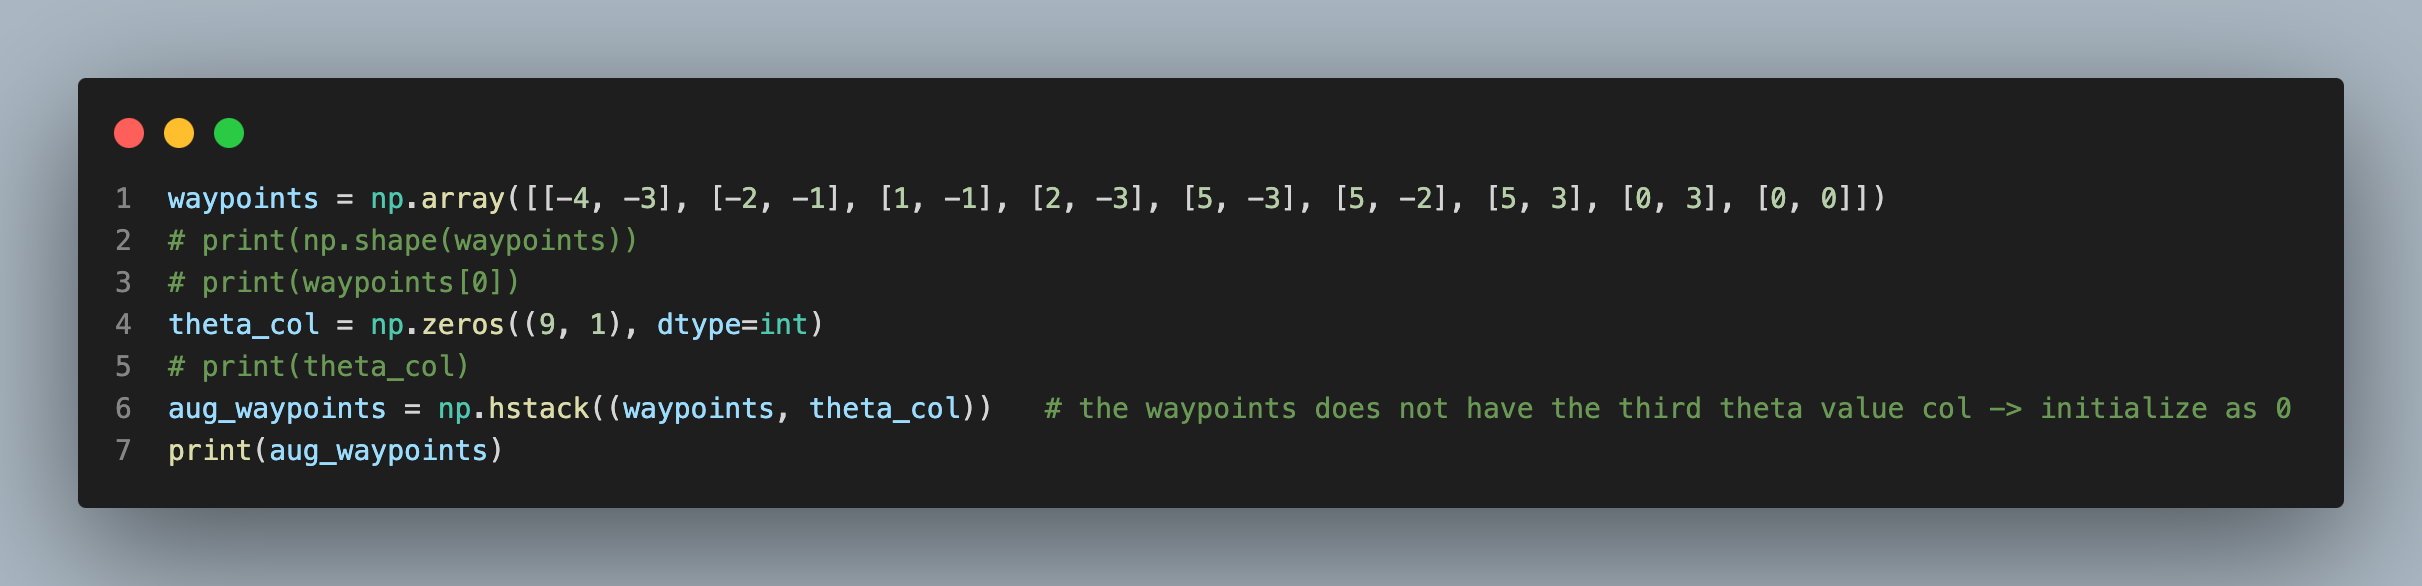 1 waypoints = np.array([[-4, -3], [-2, -1], [1, -1], [2, -3], [5, -3], [5, -2], [5, 3], [0, 3], [0, 0]])
2 # print(np.shape(waypoints))
3 # print(waypoints[0])
4 theta_col = np.zeros((9, 1), dtype=int)
5 # print(theta_col)
6 aug_waypoints = np.hstack((waypoints, theta_col))   # the waypoints does not have the third theta value col -> initialize as 0
7 print(aug_waypoints)